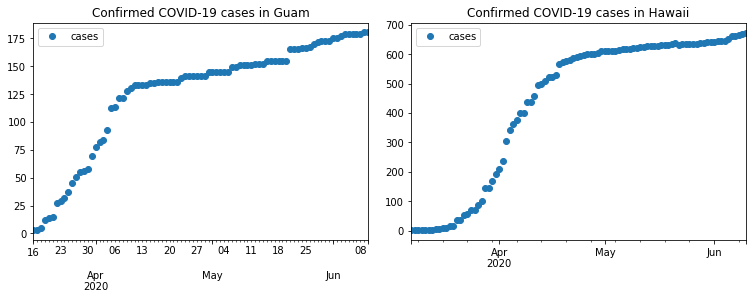 Confirmed COVID-19 cases in Guam
cases
175
150
125
100
75
50
25
0
16 23 30 06 13 20 27 04 11 18 25 08
Apr May Jun
2020
Confirmed COVID-19 cases in Hawaii
cases
700
600
500
400
300
200
100
0
Apr May Jun
2020